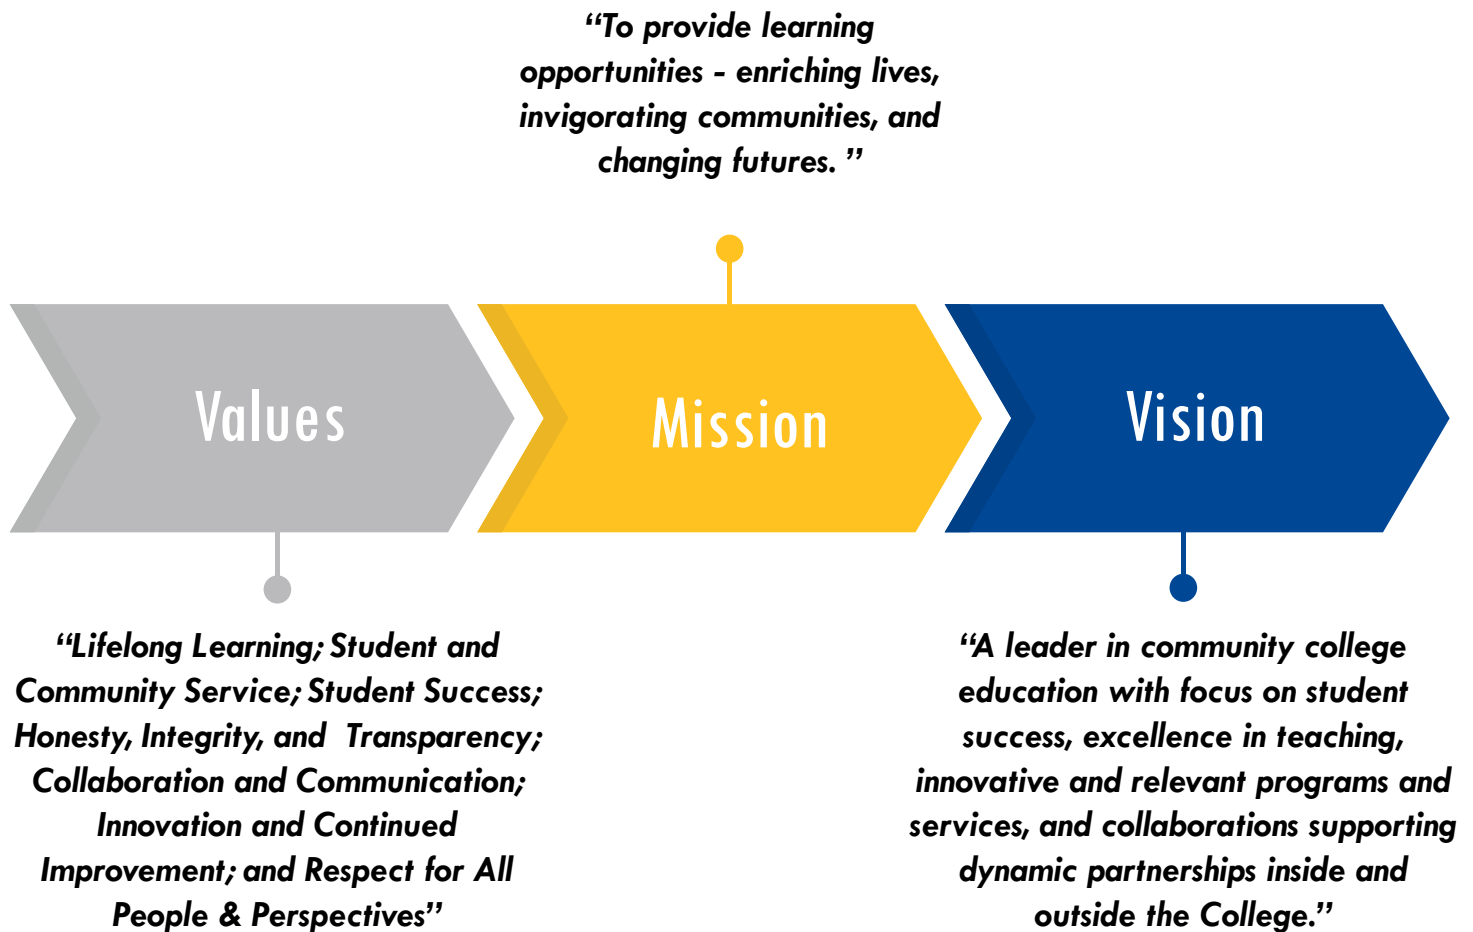 “To provide learning
opportunities - enriching lives,
invigorating communities, and
changing futures. ”
Values
Mission
Vision
“Lifelong Learning; Student and
Community Service; Student Success;
Honesty, Integrity, and  Transparency;
Collaboration and Communication;
Innovation and Continued
Improvement; and Respect for All
People & Perspectives”
“A leader in community college
education with focus on student
success, excellence in teaching,
innovative and relevant programs and
services, and collaborations supporting
dynamic partnerships inside and
outside the College.”